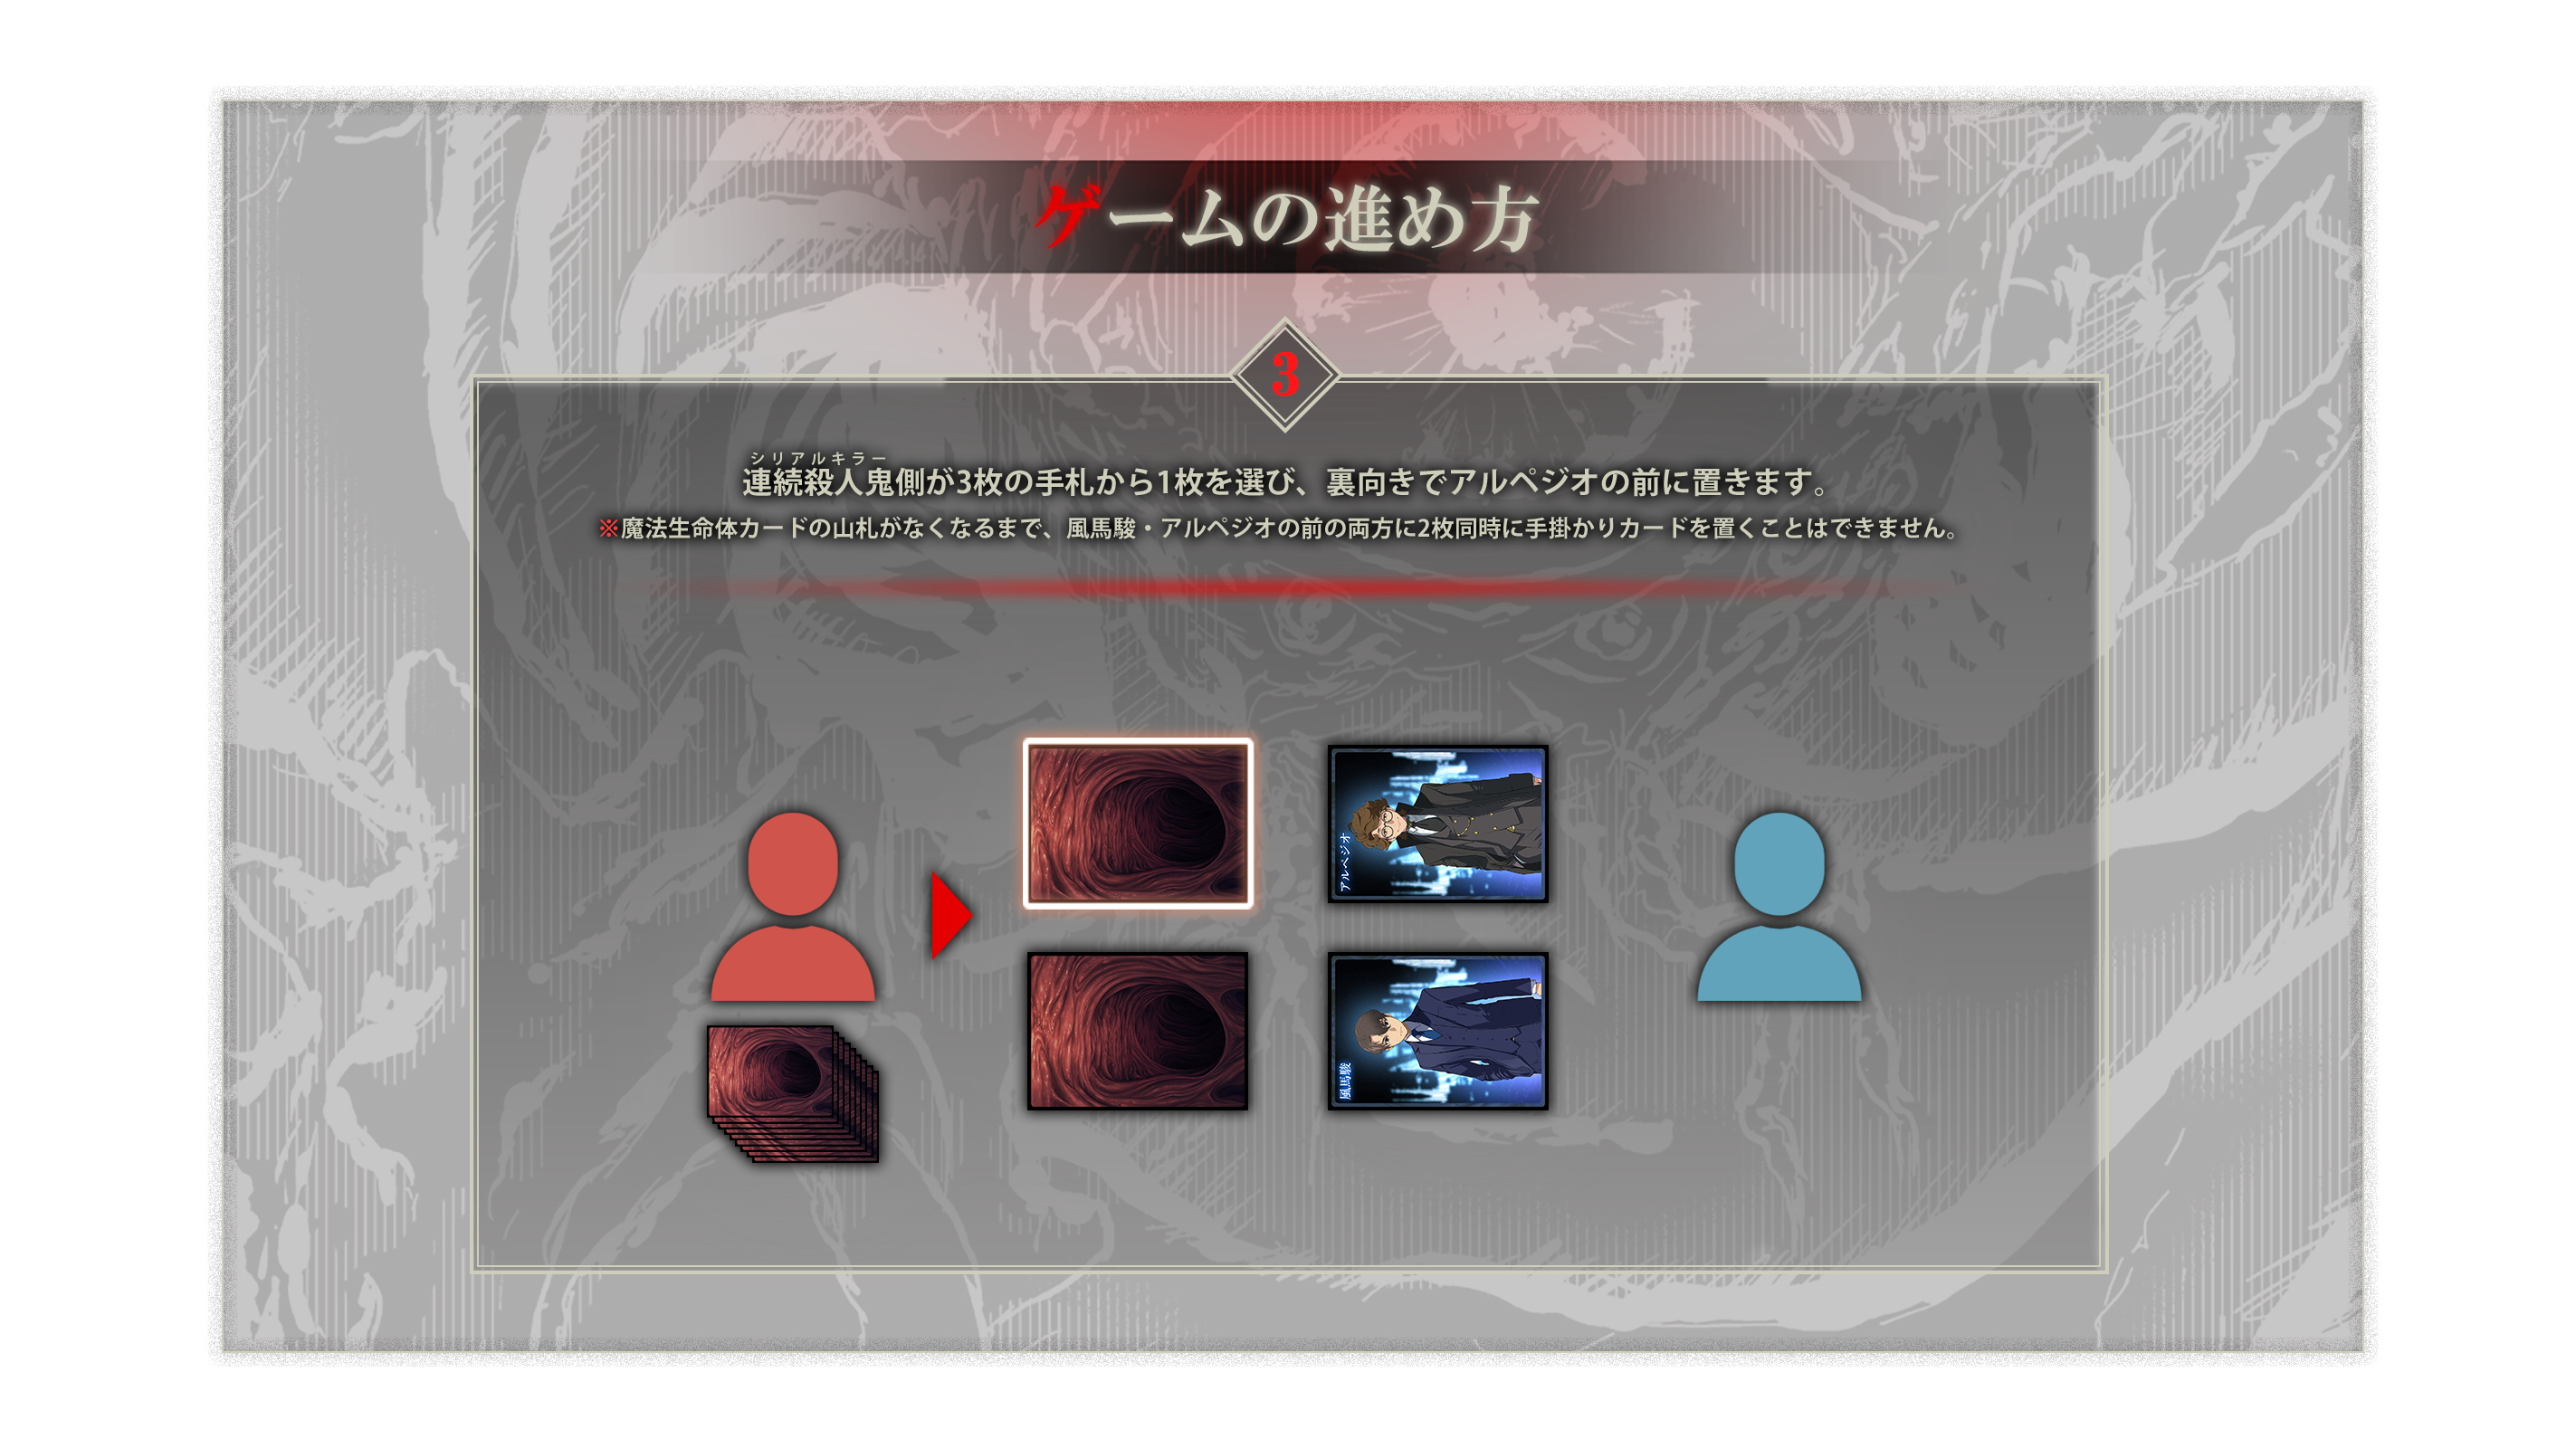 ゲームの進め方
3
シリアルキラー
連続殺人鬼側が3枚の手札から1枚を選び、裏向きでアルペジオの前に置きます。
※魔法生命体カードの山札がなくなるまで、風馬駿・アルペジオの前の両方に2枚同時に手掛かりカードを置くことはできません。
アルペジオ
風馬駿